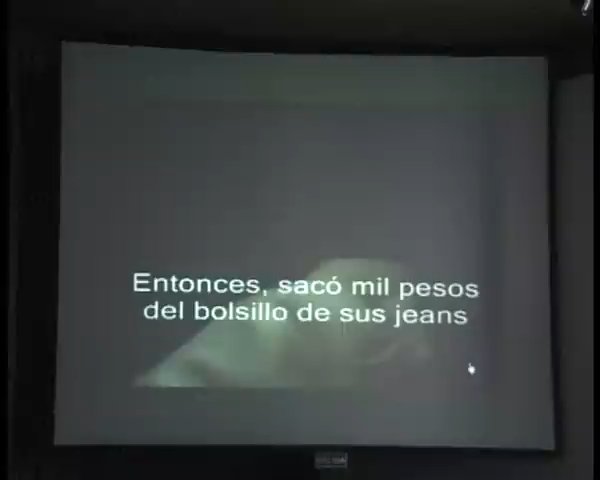 Entonces, sacó mil pesos
del bolsillo de sus jeans